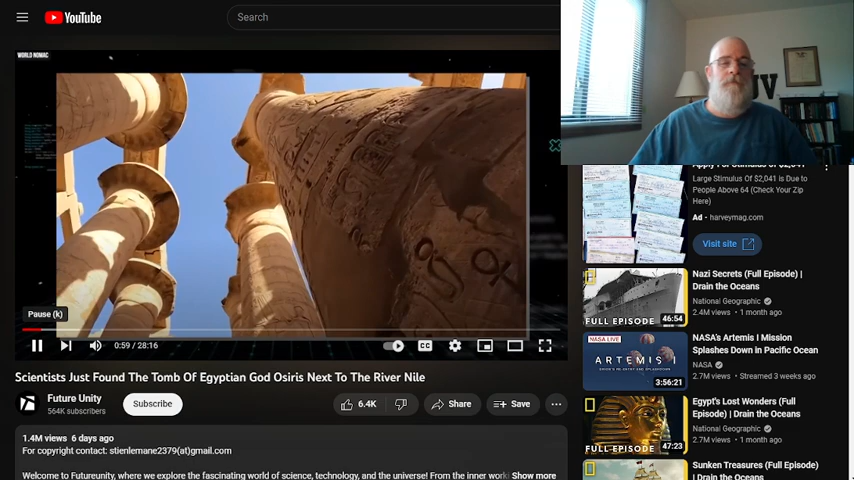 YouTube
Search
WORLD NOMAC
Pause (k)
0:59 / 28:16
CC
Scientists Just Found The Tomb Of Egyptian God Osiris Next To The River Nile
Future Unity
564K subscribers
Subscribe
6.4K
Share
Save
1.4M views 6 days ago
For copyright contact: stienlemane2379(at)gmail.com
Welcome to Futureunity, where we explore the fascinating world of science, technology, and the universe! From the inner work Show more
Apply For Stimulus Of $2,041
Large Stimulus Of $2,041 is Due to
People Above 64 (Check Your Zip
Here)
Ad • harveymag.com
Visit site
Nazi Secrets (Full Episode) |
Drain the Oceans
National Geographic
2.4M views • 1 month ago
FULL EPISODE
46:54
NASA LIVE
ARTEMIS I
3:56:21
NASA's Artemis I Mission
Splashes Down in Pacific Ocean
NASA
2.7M views • Streamed 3 weeks ago
Egypt's Lost Wonders (Full
Episode) | Drain the Oceans
National Geographic
2.7M views • 1 month ago
FULL EPISODE
47:23
Sunken Treasures (Full Episode) |
Drain the Oceans